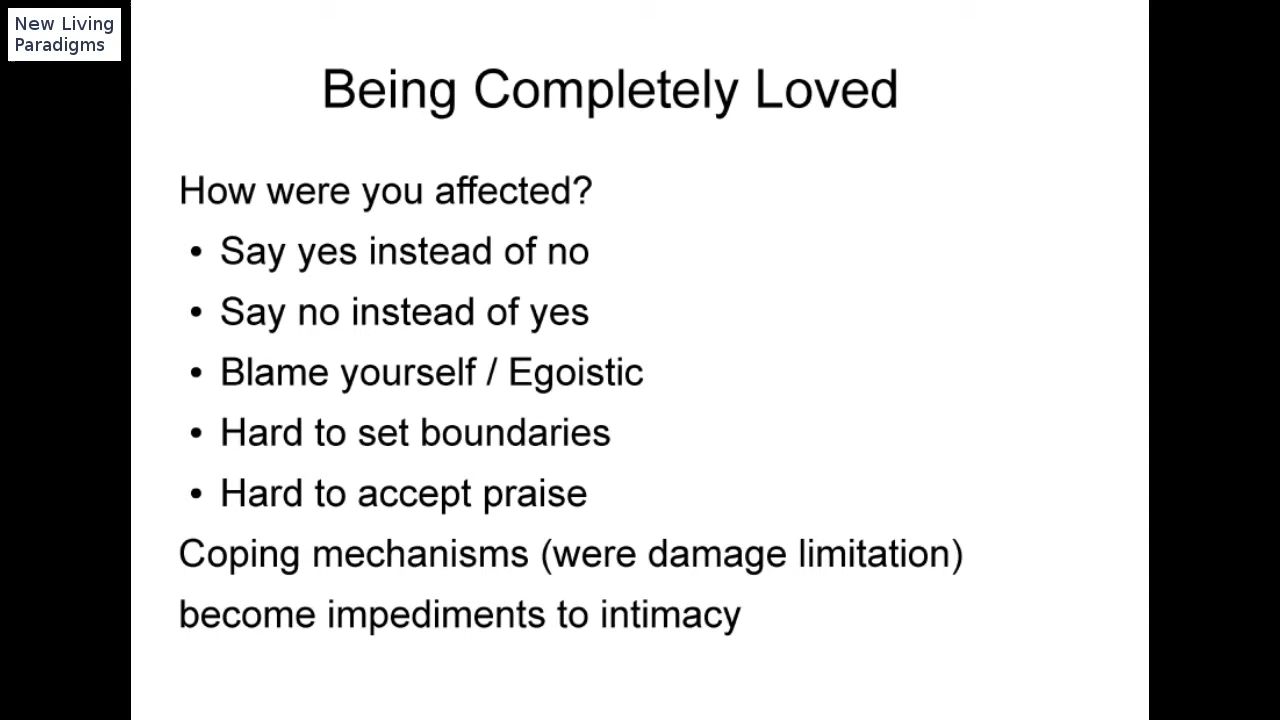 New Living
Paradigms
Being Completely Loved
How were you affected?
• Say yes instead of no
• Say no instead of yes
• Blame yourself / Egoistic
• Hard to set boundaries
• Hard to accept praise
Coping mechanisms (were damage limitation)
become impediments to intimacy